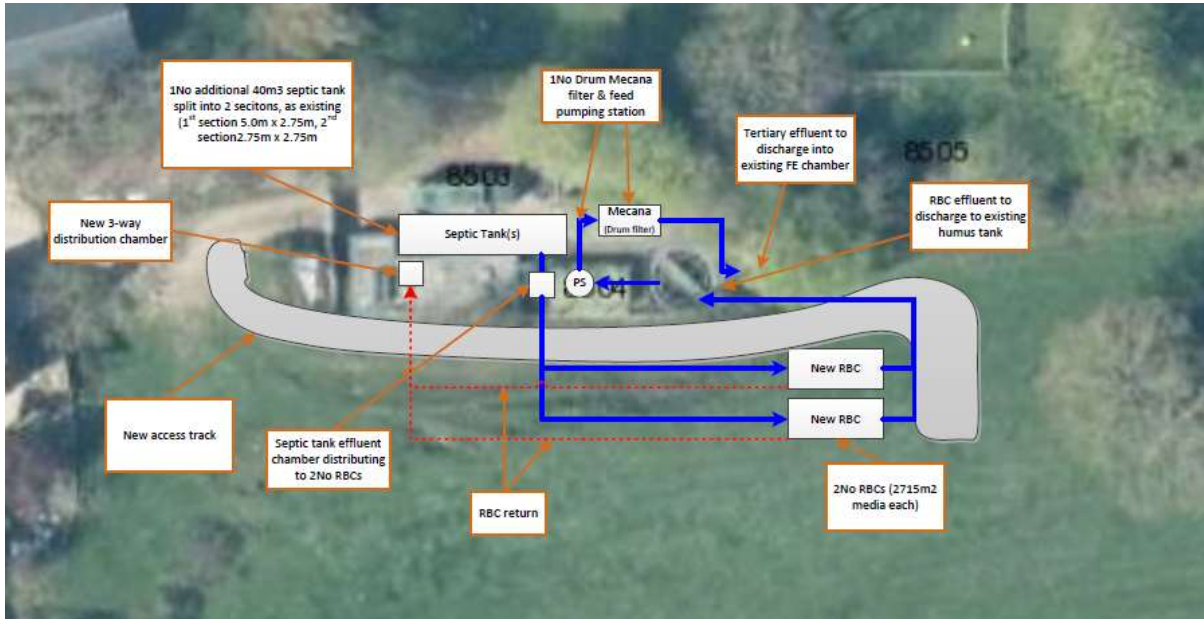 1No additional 40m3 septic tank
split into 2 secitons, as existing
(1st section 5.0m x 2.75m, 2nd
section2.75m x 2.75m
1No Drum Mecana
filter & feed
pumping station
Tertiary effluent to
discharge into
existing FE chamber
8505
8503
RBC effluent to
discharge to existing
humus tank
New 3-way
distribution chamber
Septic Tank(s)
Mecana
(Drum filter)
PS
8504
New RBC
New RBC
New access track
Septic tank effluent
chamber distributing
to 2No RBCs
RBC return
2No RBCs (2715m2
media each)